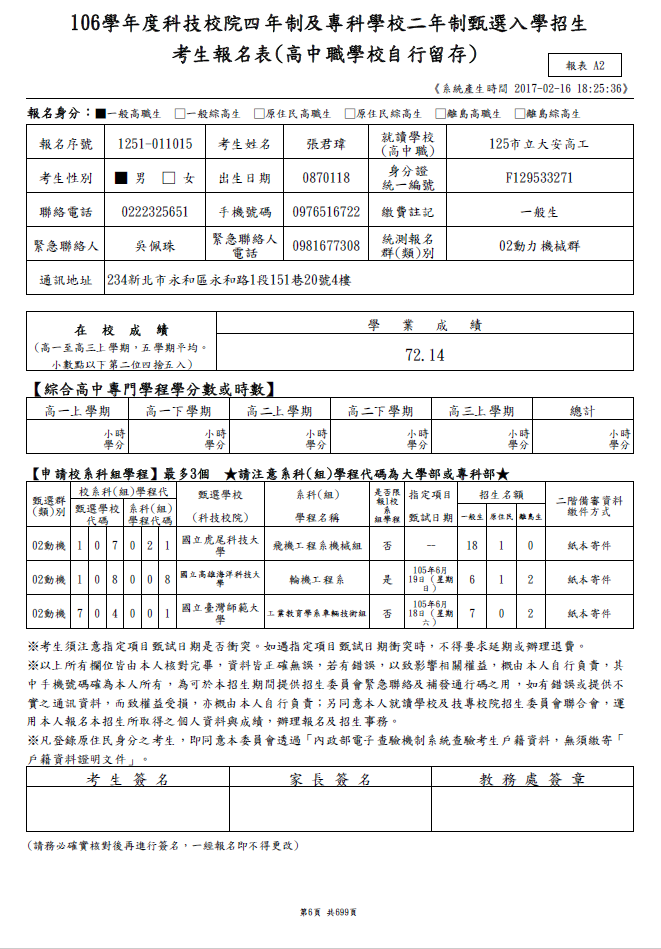 106學年度科技校院四年制及專科學校二年制甄選入學招生
考生報名表(高中職學校自行留存)
報表 A2
《系統產生時間 2017-02-16 18:25:36》
報名身分：■一般高職生 □一般綜高生 □原住民高職生 □原住民綜高生 □離島高職生 □離島綜高生
報名序號 1251-011015 考生姓名 張君瑋 就讀學校(高中職) 125市立大安高工
考生性別 ■ 男 □ 女 出生日期 0870118 身分證統一編號 F129533271
聯絡電話 0222325651 手機號碼 0976516722 繳費註記 一般生
緊急聯絡人 吳佩珠 緊急聯絡人電話 0981677308 統測報名群(類)別 02動力機械群
通訊地址 234新北市永和區永和路1段151巷20號4樓
在 校 成 績
(高一至高三上學期，五學期平均。
小數點以下第二位四捨五入)
學 業 成 績
72.14
【綜合高中專門學程學分數或時數】
高一上學期 高一下學期 高二上學期 高二下學期 高三上學期 總計
小時 小時 小時 小時 小時 小時
學分 學分 學分 學分 學分 學分
【申請校系科組學程】最多3個 ★請注意系科(組)學程代碼為大學部或專科部★
甄選群(類)別 校系科(組)學程代 甄選學校代碼 系科(組)學程代碼 甄選學校(科技校院) 系科(組)學程名稱 是否限報1校系組學程 指定項目甄試日期 招生名額 一般生 原住民 離島生 二階備審資料繳件方式
02動機 1 0 7 0 2 1 國立虎尾科技大學 飛機工程系機械組 否 -- 18 1 0 紙本寄件
02動機 1 0 8 0 0 8 國立高雄海洋科技大學 輪機工程系 是 105年6月19日（星期日） 6 1 2 紙本寄件
02動機 7 0 4 0 0 1 國立臺灣師範大學 工業教育學系車輛技術組 否 105年6月18日（星期六） 7 0 2 紙本寄件
※考生須注意指定項目甄試日期是否衝突。如遇指定項目甄試日期衝突時，不得要求延期或辦理退費。
※以上所有欄位皆由本人核對完畢，資料皆正確無誤，若有錯誤，以致影響相關權益，概由本人自行負責，其
中手機號碼確為本人所有，為可於本招生期間提供招生委員會緊急聯絡及補發通行碼之用，如有錯誤或提供不
實之通訊資料，而致權益受損，亦概由本人自行負責；另同意本人就讀學校及技專校院招生委員會聯合會，運
用本人報名本招生所取得之個人資料與成績，辦理報名及招生事務。
※凡登錄原住民身分之考生，即同意本委員會透過「內政部電子查驗機制系統查驗考生戶籍資料，無須繳寄「
戶籍資料證明文件」。
考 生 簽 名 家 長 簽 名 教 務 處 簽 章
(請務必確實核對後再進行簽名，一經報名即不得更改)
第6頁 共699頁